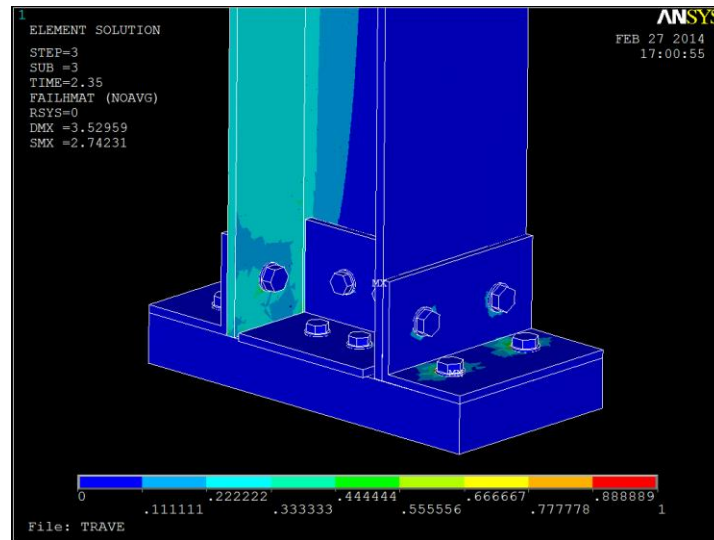 1
ELEMENT SOLUTION
STEP=3
SUB =3
TIME=2.35
FAILHMAT (NOAVG)
RSYS=0
DMX =3.52959
SMX =2.74231
ANSYS
FEB 27 2014
17:00:55
MX
MN
0 .222222 .444444 .666667 .888889
.111111 .333333 .555556 .777778 1
File: TRAVE